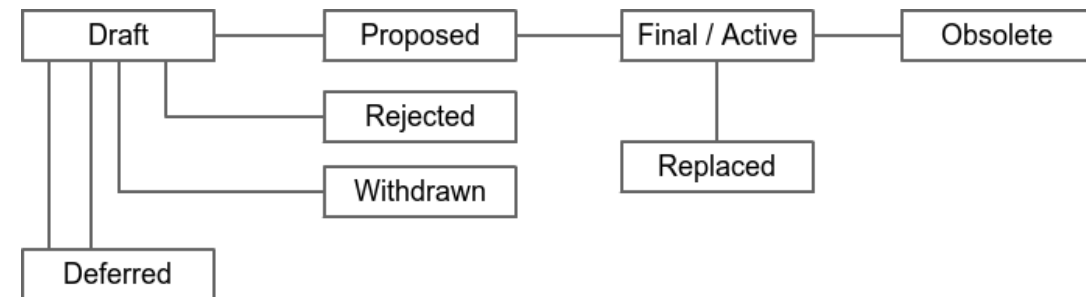 Draft
Proposed
Final / Active
Obsolete
Rejected
Replaced
Withdrawn
Deferred